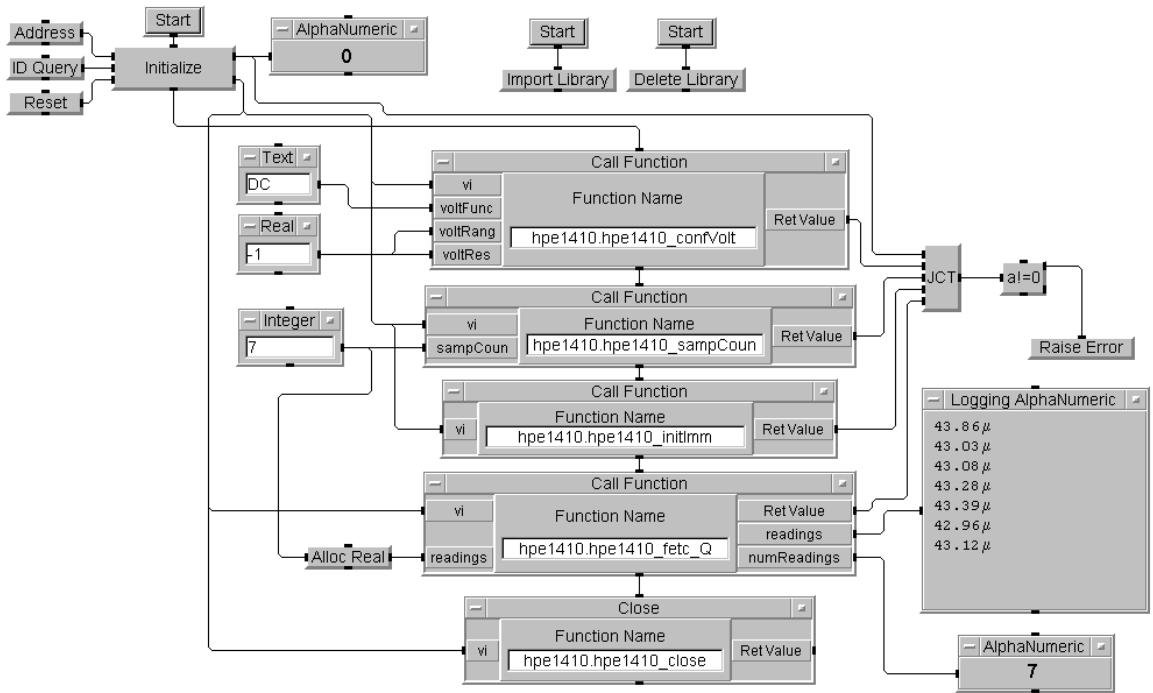 Address
ID Query
Reset
Start
Initialize
AlphaNumeric
0
Start
Import Library
Start
Delete Library
Text
DC
Real
-1
Integer
7
Alloc Real
Call Function
vi
voltFunc
voltRang
voltRes
Function Name
hpe1410.hpe1410_confVolt
Ret Value
Call Function
vi
sampCoun
Function Name
hpe1410.hpe1410_sampCoun
Ret Value
Call Function
vi
Function Name
hpe1410.hpe1410_initImm
Ret Value
Call Function
vi
readings
Function Name
hpe1410.hpe1410_fetc_Q
Ret Value
readings
numReadings
Close
vi
Function Name
hpe1410.hpe1410_close
Ret Value
JCT
a!=0
Raise Error
Logging AlphaNumeric
43.86μ
43.03μ
43.08μ
43.28μ
43.39μ
42.96μ
43.12μ
AlphaNumeric
7